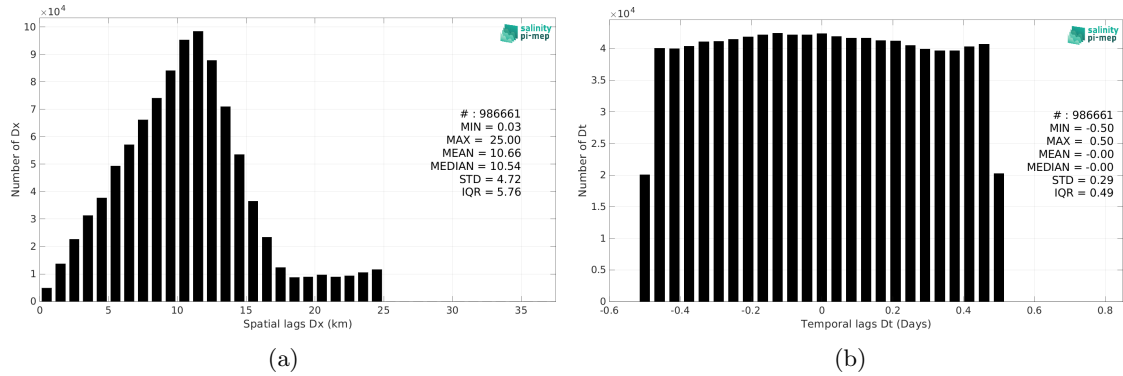 ×10⁴
10
9
8
7
6
5
4
3
2
1
0
Number of Dx
0 5 10 15 20 25 30 35
Spatial lags Dx (km)
salinity
pi-mep
# : 986661
MIN = 0.03
MAX = 25.00
MEAN = 10.66
MEDIAN = 10.54
STD = 4.72
IQR = 5.76
(a)
×10⁴
4
3.5
3
2.5
2
1.5
1
0.5
0
Number of Dt
-0.6 -0.4 -0.2 0 0.2 0.4 0.6 0.8
Temporal lags Dt (Days)
salinity
pi-mep
# : 986661
MIN = -0.50
MAX = 0.50
MEAN = -0.00
MEDIAN = -0.00
STD = 0.29
IQR = 0.49
(b)